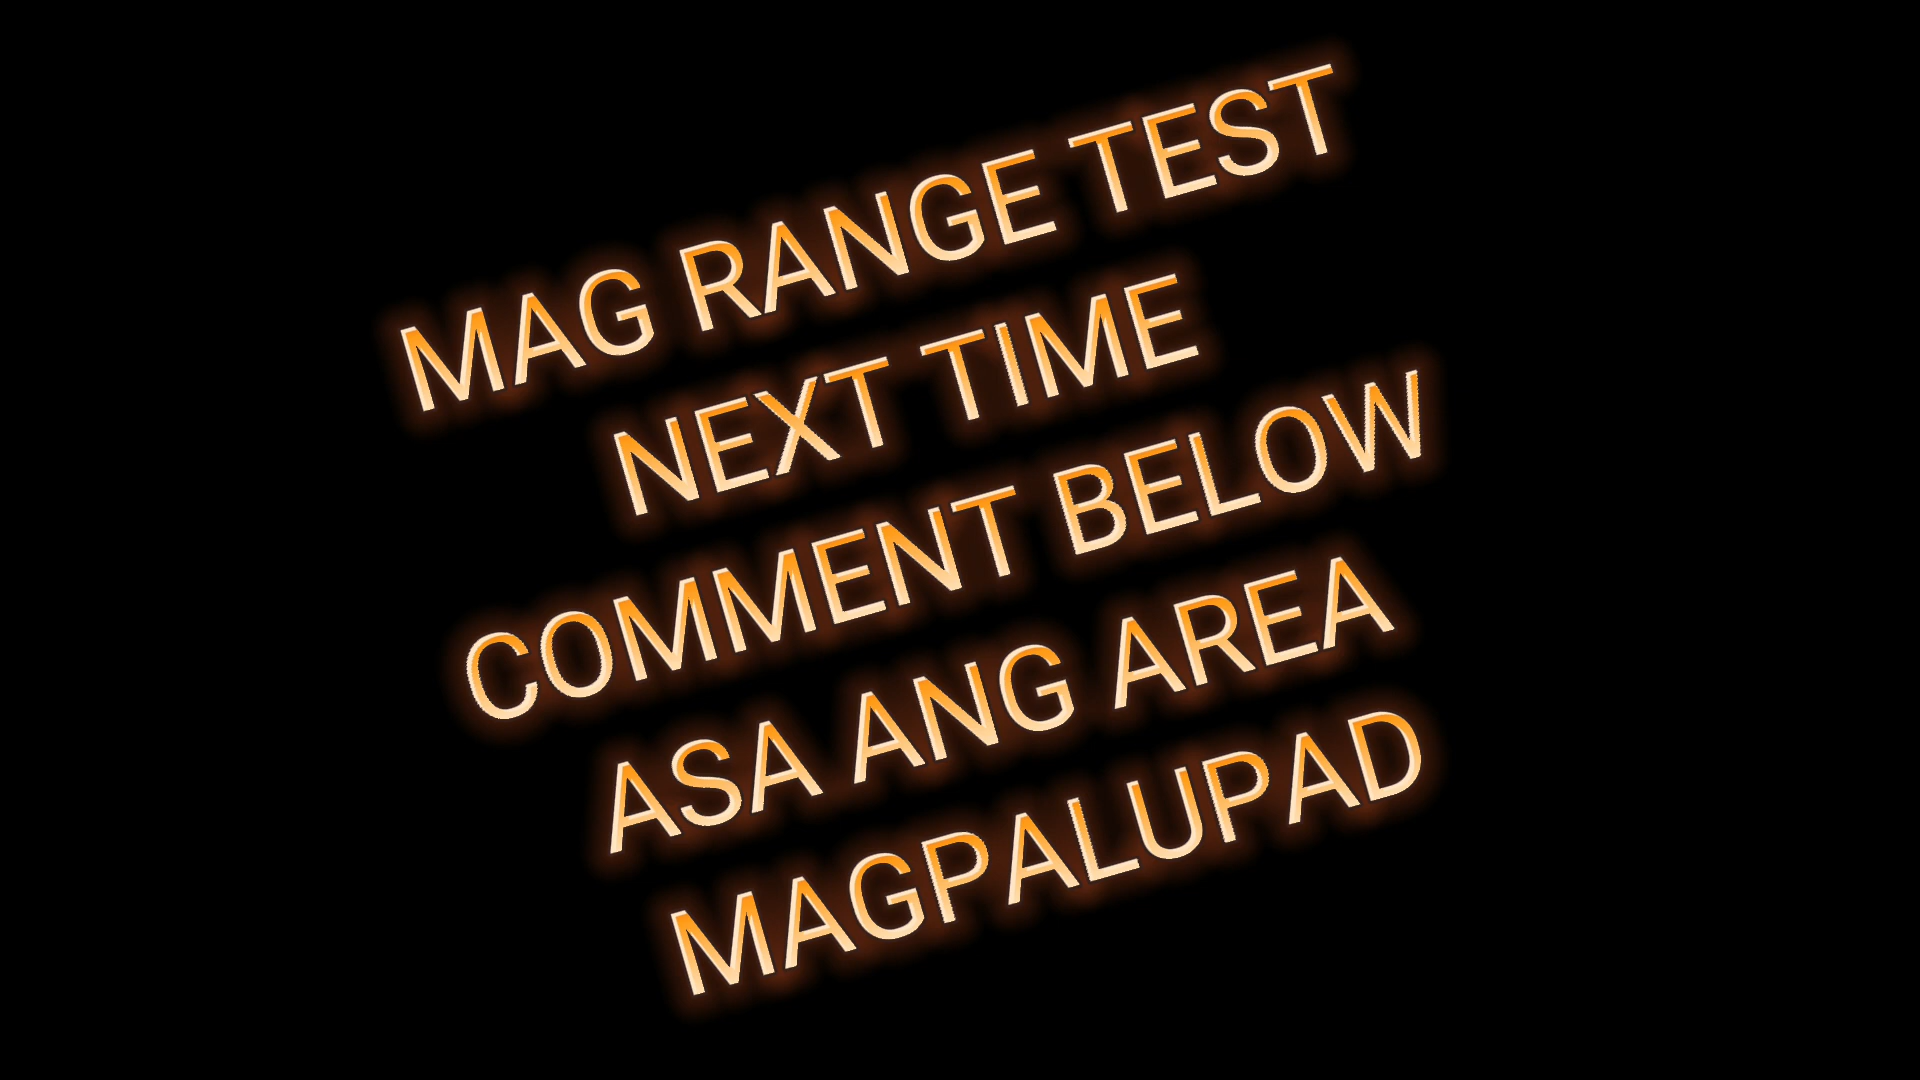 MAG RANGE TEST
NEXT TIME
COMMENT BELOW
ASA ANG AREA
MAGPALUPAD